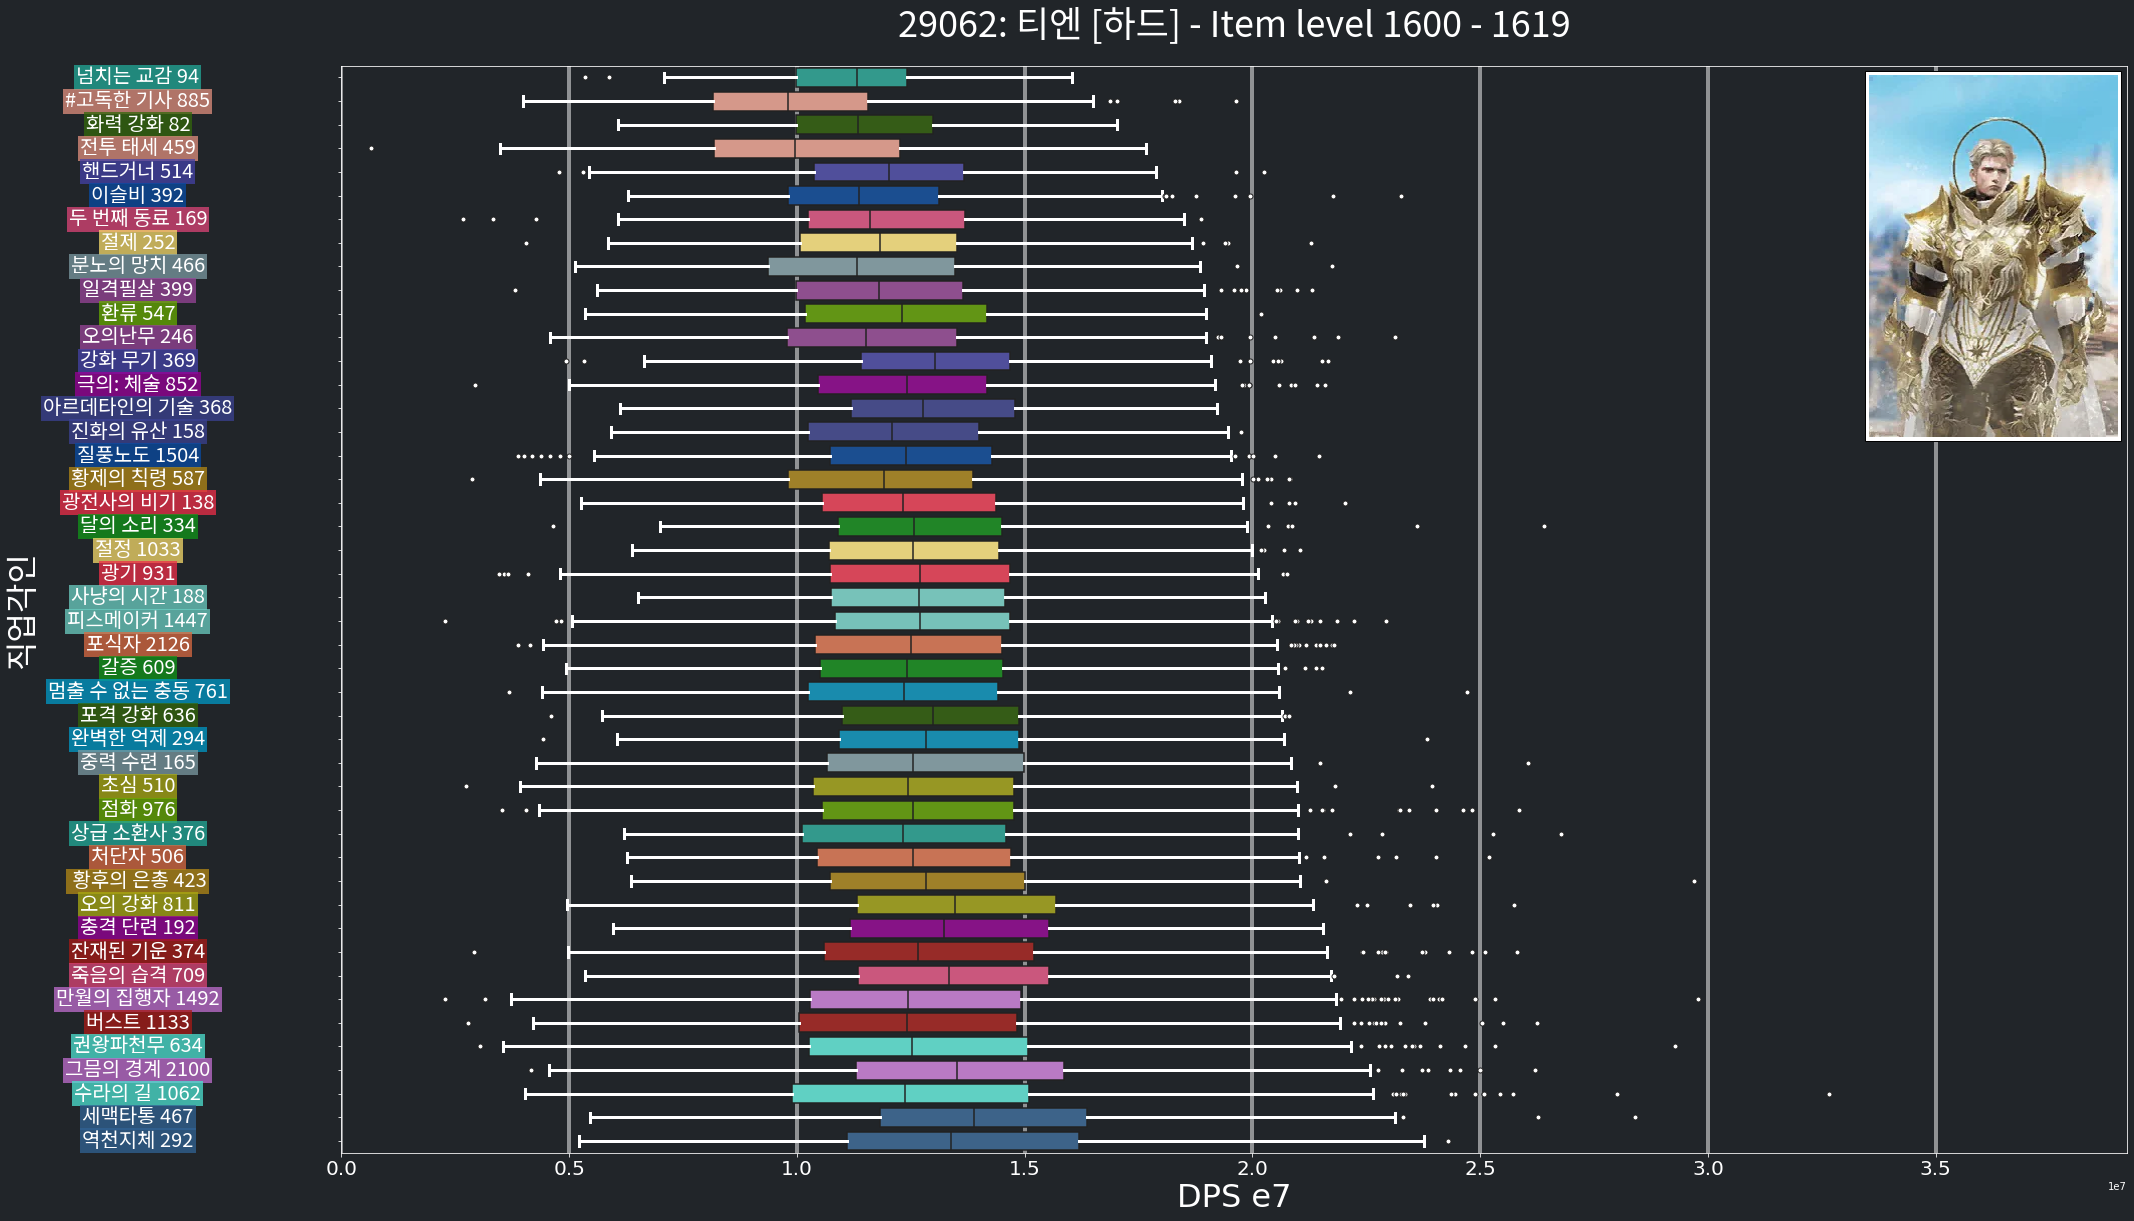 29062: 티엔 [하드] - Item level 1600 - 1619
넘치는 교감 94
#고독한 기사 885
화력 강화 82
전투 태세 459
핸드거너 514
이슬비 392
두 번째 동료 169
절제 252
분노의 망치 466
일격필살 399
환류 547
오의난무 246
강화 무기 369
극의: 체술 852
아르데타인의 기술 368
진화의 유산 158
질풍노도 1504
황제의 칙령 587
광전사의 비기 138
달의 소리 334
절정 1033
광기 931
사냥의 시간 188
피스메이커 1447
포식자 2126
갈증 609
멈출 수 없는 충동 761
포격 강화 636
완벽한 억제 294
중력 수련 165
초심 510
점화 976
상급 소환사 376
처단자 506
황후의 은총 423
오의 강화 811
충격 단련 192
잔재된 기운 374
죽음의 습격 709
만월의 집행자 1492
버스트 1133
권왕파천무 634
그믐의 경계 2100
수라의 길 1062
세맥타통 467
역천지체 292
직업각인
0.0 0.5 1.0 1.5 2.0 2.5 3.0 3.5
DPS e7
1e7